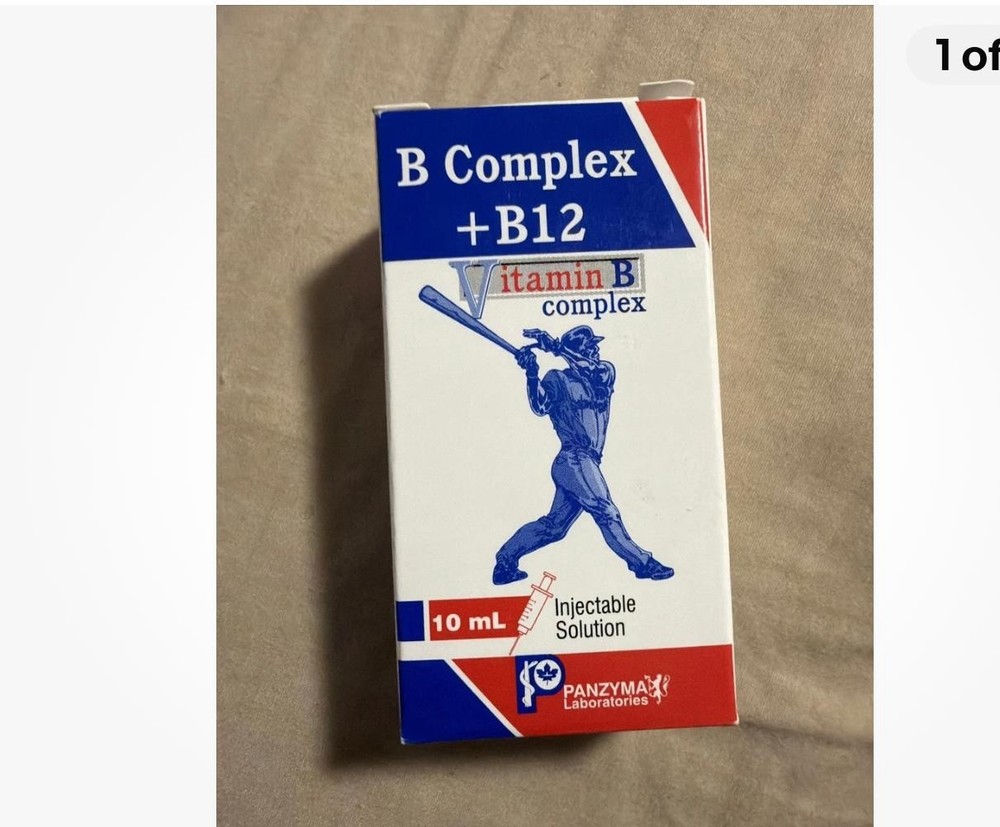 1 of
B Complex
+B12
Vitamin B
complex
10 mL
Injectable
Solution
PANZYMA
Laboratories